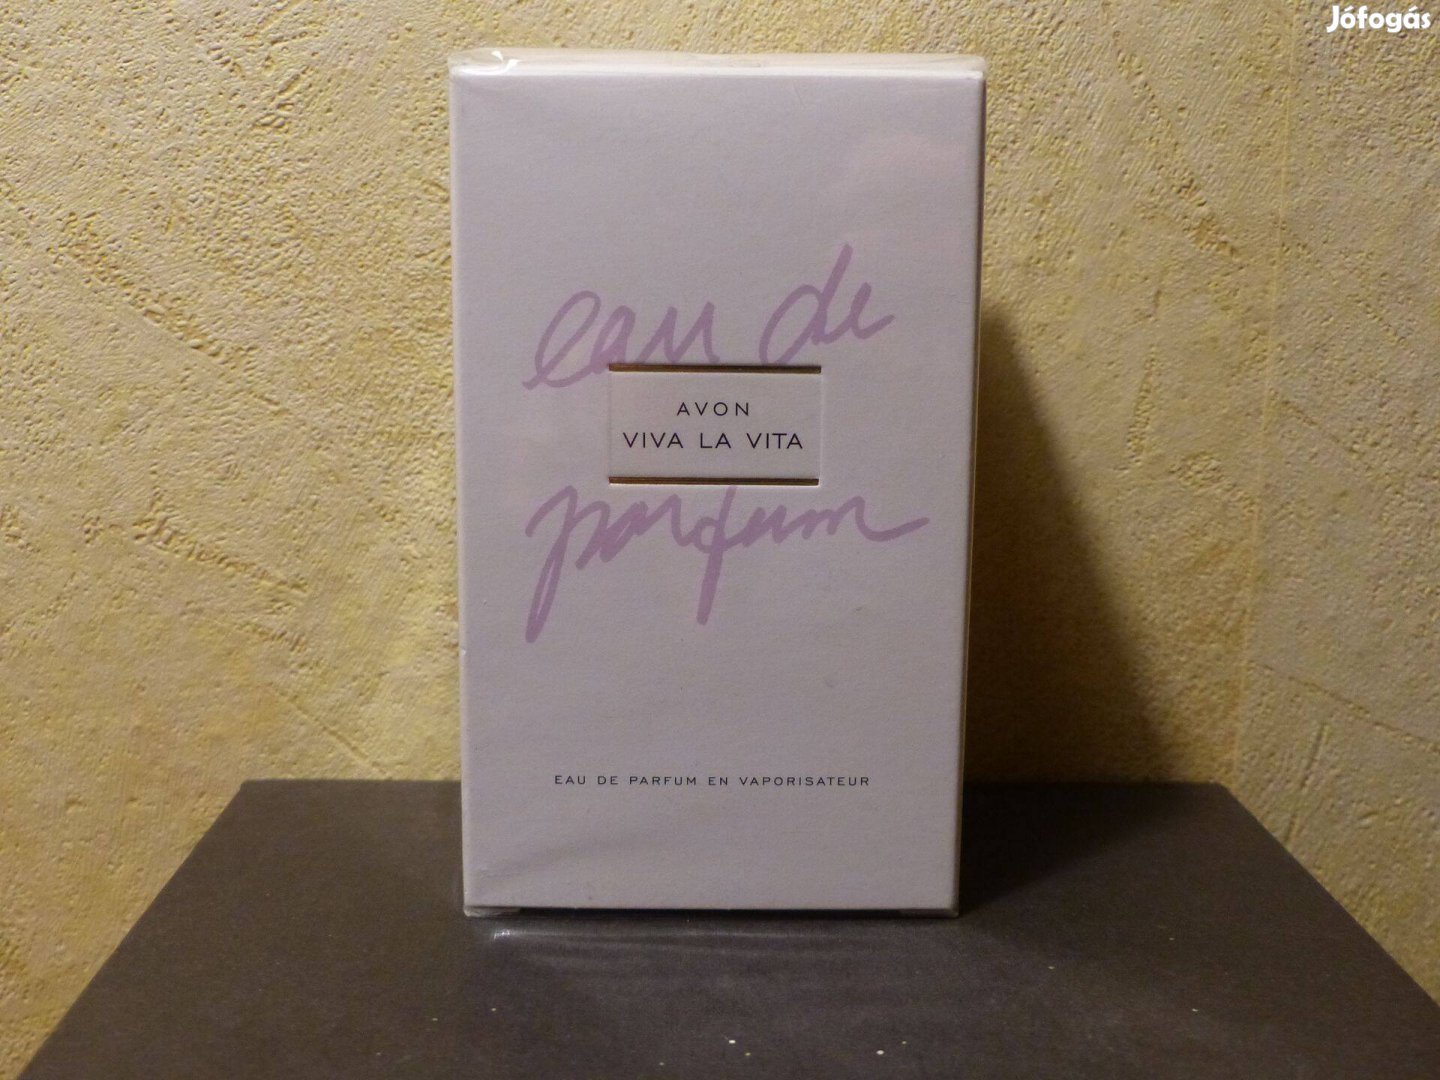 Jófogás
eau de
AVON
VIVA LA VITA
parfum
EAU DE PARFUM EN VAPORISATEUR